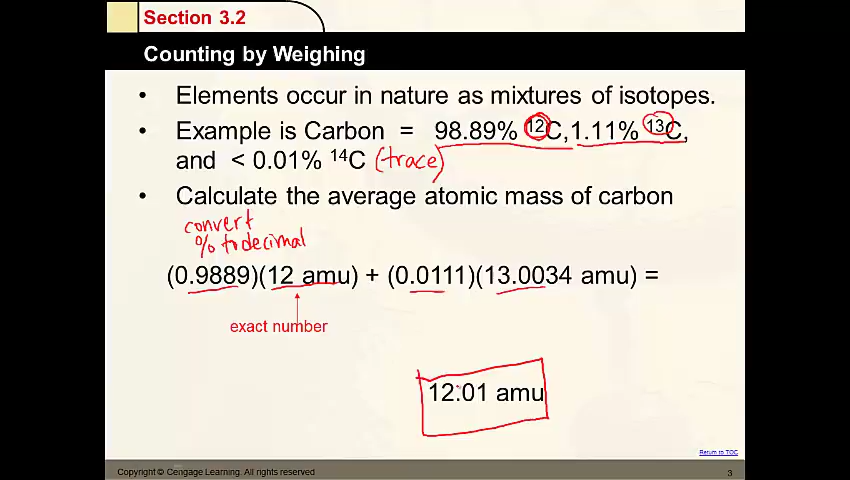 Section 3.2
Counting by Weighing
• Elements occur in nature as mixtures of isotopes.
• Example is Carbon = 98.89% ¹²C, 1.11% ¹³C,
and < 0.01% ¹⁴C (trace)
• Calculate the average atomic mass of carbon
convert
% to decimal
(0.9889)(12 amu) + (0.0111)(13.0034 amu) =
exact number
12.01 amu
Return to TOC
Copyright © Cengage Learning. All rights reserved 3